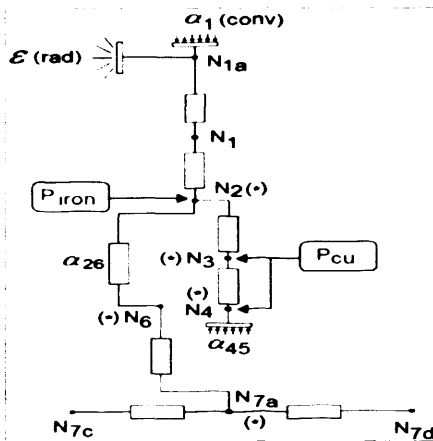 α1 (conv)
ε (rad)
N1a
N1
Piron
N2 (•)
α26
(•) N3
Pcu
(•)
N4
(•) N6
α45
N7a
N7c
(•)
N7d